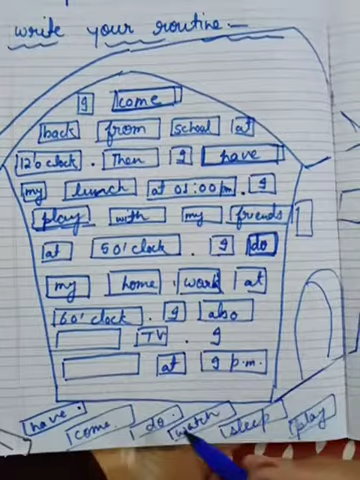 write your routine. —
I come
back from school at
12 o'clock. Then I have
my lunch at 01:00 pm. I
play with my friends
at 5 o'clock. I do
my home work at
6 o' clock. I also
TV. I
at 9 p.m.
have. come. do. watch sleep play